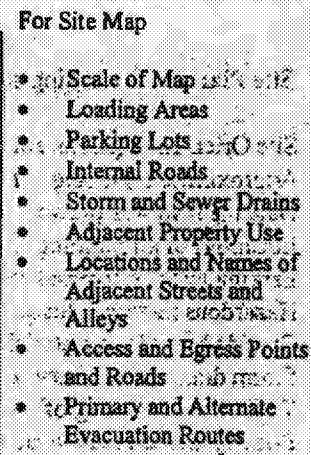 For Site Map
• Scale of Map
• Loading Areas
• Parking Lots
• Internal Roads
• Storm and Sewer Drains
• Adjacent Property Use
• Locations and Names of
Adjacent Streets and
Alleys
• Access and Egress Points
and Roads
• Primary and Alternate
Evacuation Routes